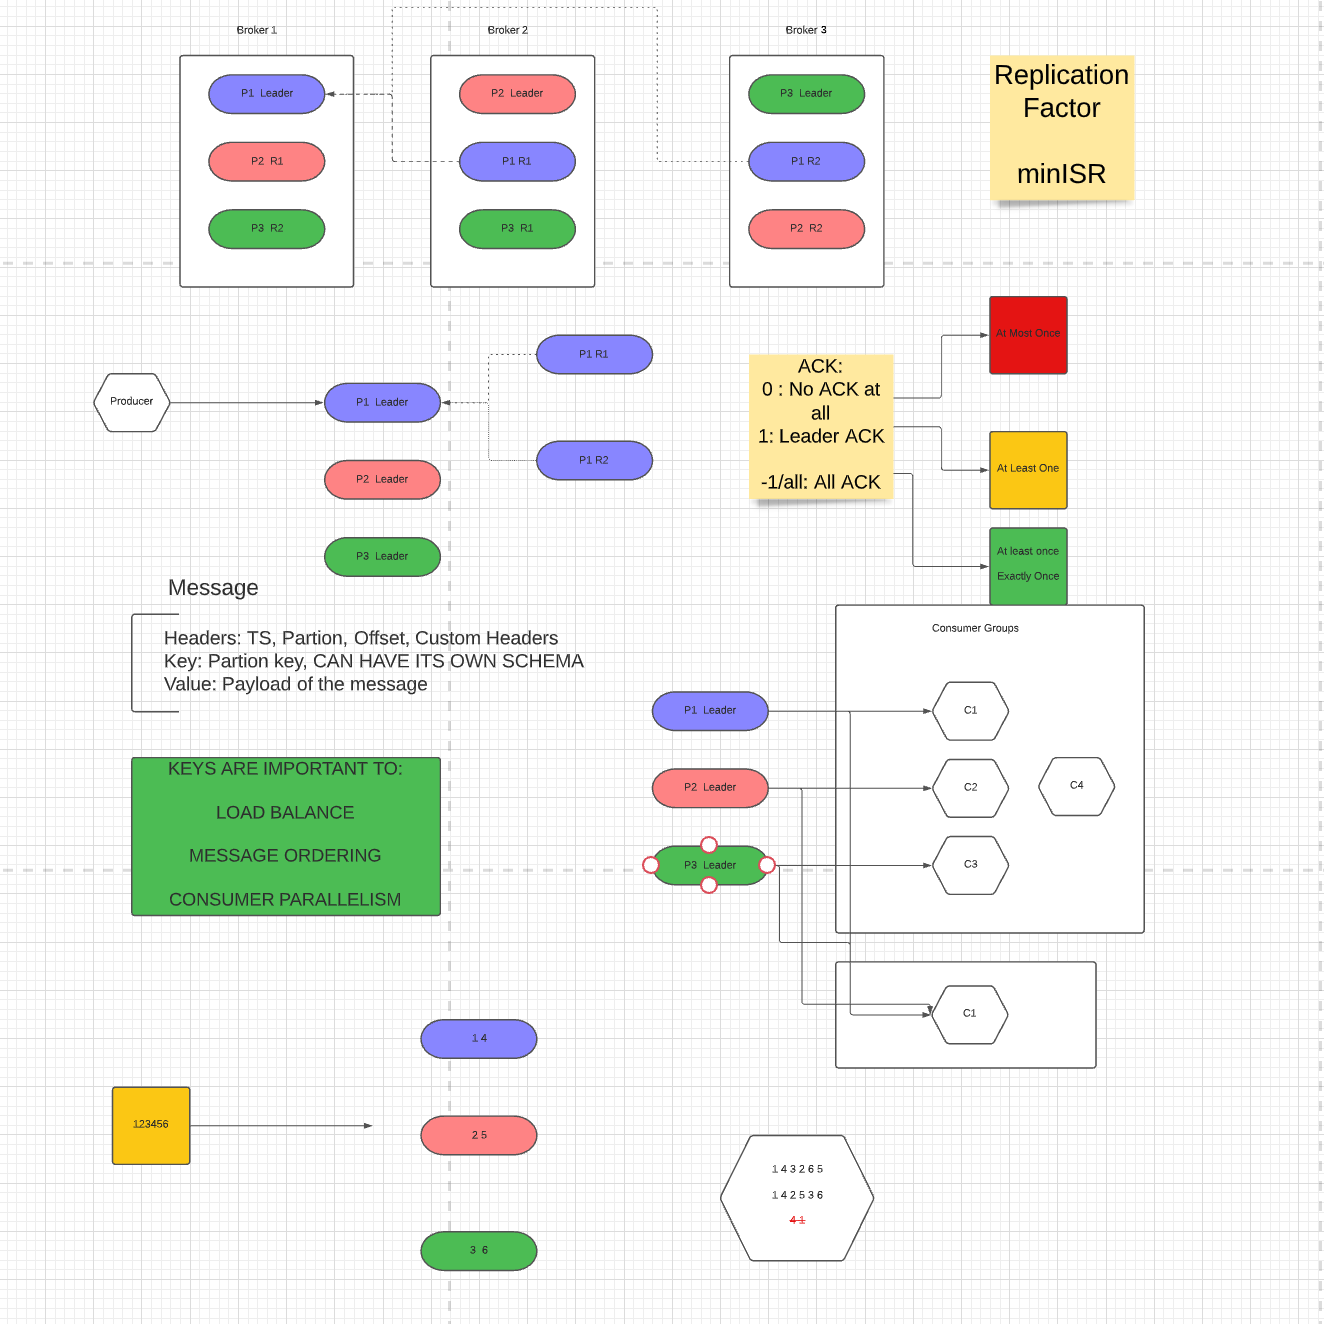 Broker 1
Broker 2
Broker 3
P1 Leader
P2 R1
P3 R2
P2 Leader
P1 R1
P3 R1
P3 Leader
P1 R2
P2 R2
Replication
Factor
minISR
Producer
P1 Leader
P2 Leader
P3 Leader
P1 R1
P1 R2
ACK:
0 : No ACK at
all
1: Leader ACK
-1/all: All ACK
At Most Once
At Least One
At least once
Exactly Once
Message
Headers: TS, Partion, Offset, Custom Headers
Key: Partion key, CAN HAVE ITS OWN SCHEMA
Value: Payload of the message
KEYS ARE IMPORTANT TO:
LOAD BALANCE
MESSAGE ORDERING
CONSUMER PARALLELISM
P1 Leader
P2 Leader
P3 Leader
Consumer Groups
C1
C2
C3
C4
C1
123456
1 4
2 5
3 6
1 4 3 2 6 5
1 4 2 5 3 6
4 1